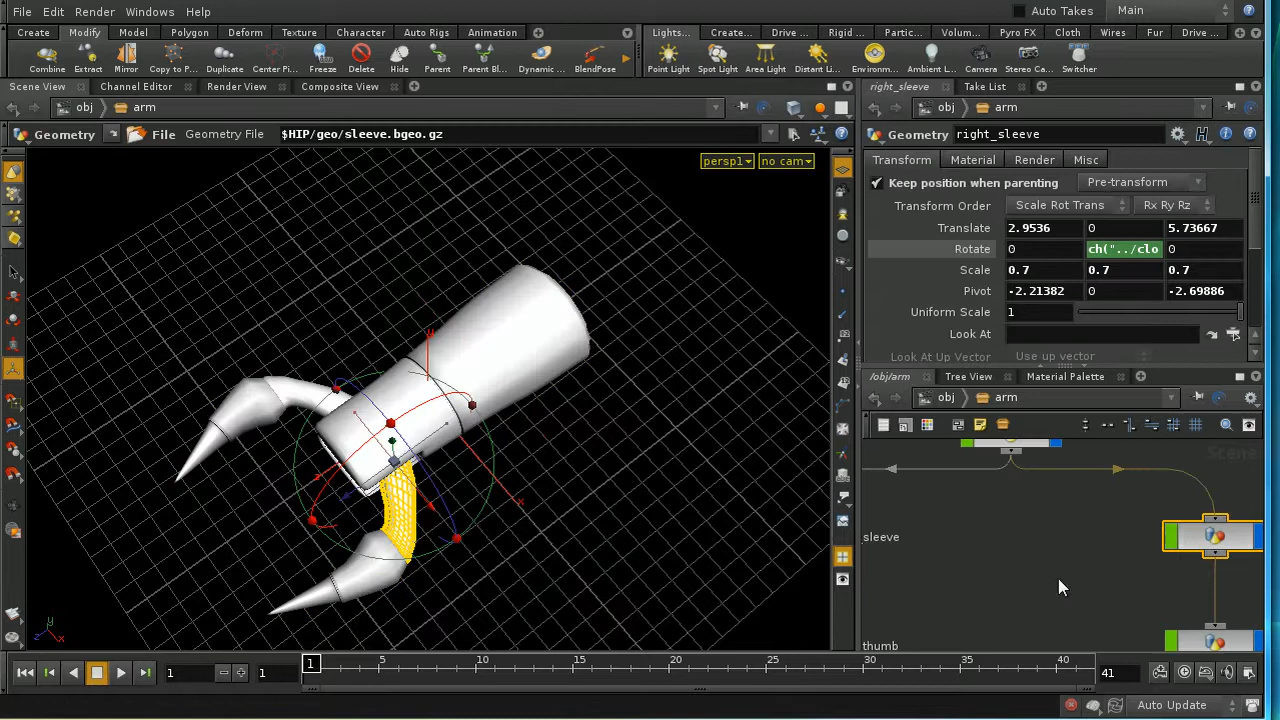 File Edit Render Windows Help
Auto Takes Main
Create Modify Model Polygon Deform Texture Character Auto Rigs Animation
Lights... Create... Drive ... Rigid ... Partic... Volum... Pyro FX Cloth Wires Fur Drive ...
Combine Extract Mirror Copy to P... Duplicate Center Pi... Freeze Delete Hide Parent Parent Bl... Dynamic ... BlendPose
Point Light Spot Light Area Light Distant Li... Environm... Ambient L... Camera Stereo Ca... Switcher
Scene View Channel Editor Render View Composite View
right_sleeve Take List
obj arm
obj arm
Geometry File Geometry File $HIP/geo/sleeve.bgeo.gz
Geometry right_sleeve
persp1 no cam
Transform Material Render Misc
Keep position when parenting Pre-transform
Transform Order Scale Rot Trans Rx Ry Rz
Translate 2.9536 0 5.73667
Rotate 0 ch("../clo 0
Scale 0.7 0.7 0.7
Pivot -2.21382 0 -2.69886
Uniform Scale 1
Look At
Look At Up Vector Use up vector
/obj/arm Tree View Material Palette
obj arm
Scene
_sleeve
thumb
y
x
z
y
z x
1 1 1 5 10 15 20 25 30 35 40 41
Auto Update